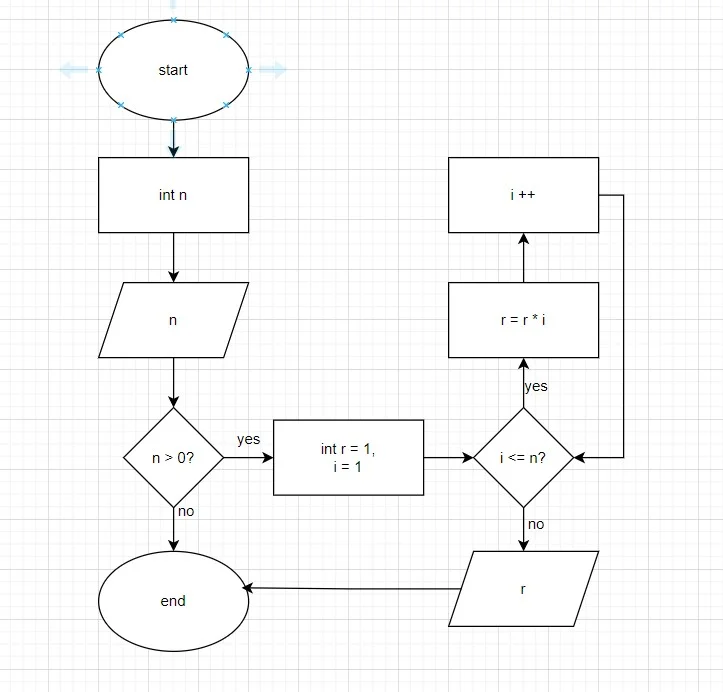 start
int n
n
n > 0?
yes
no
int r = 1,
i = 1
i <= n?
yes
r = r * i
i ++
no
r
end